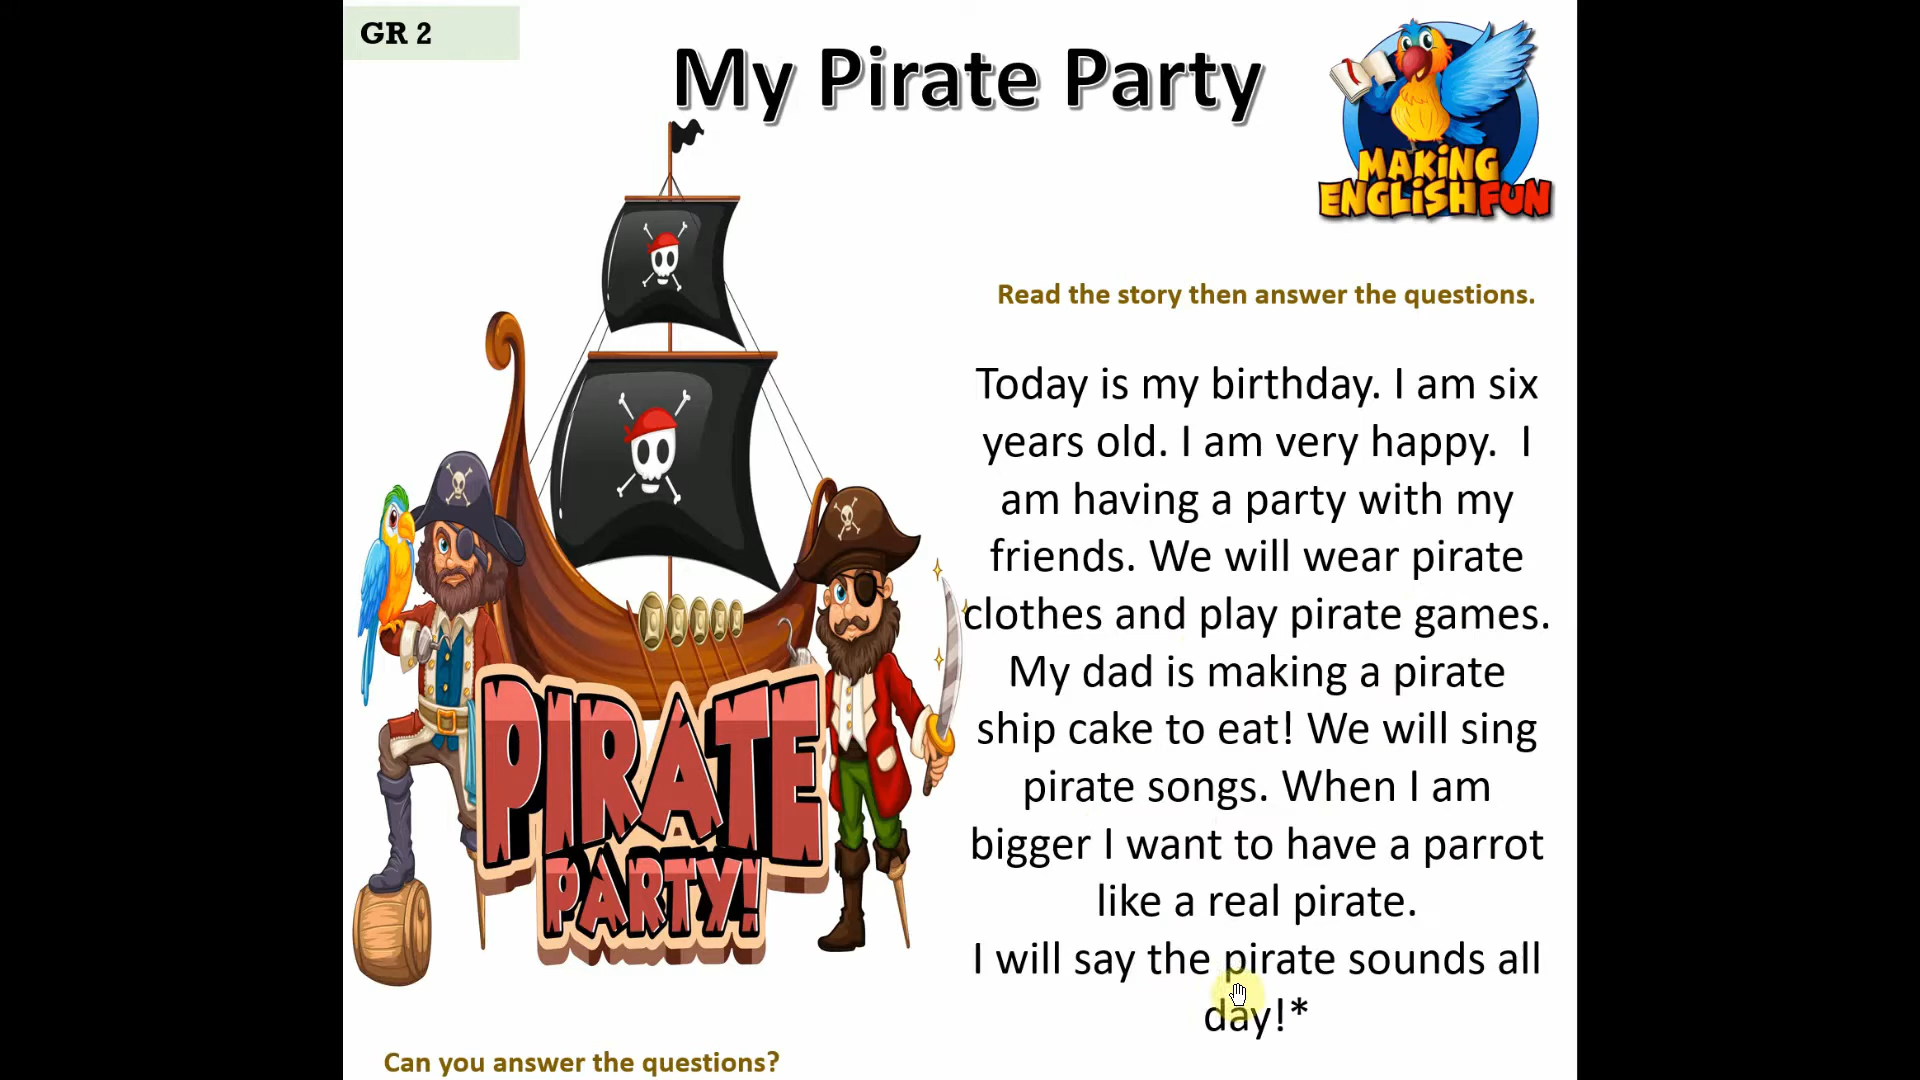 GR 2
My Pirate Party
MAKiNG
ENGLiSHFUN
Read the story then answer the questions.
Today is my birthday. I am six
years old. I am very happy.  I
am having a party with my
friends. We will wear pirate
clothes and play pirate games.
My dad is making a pirate
ship cake to eat! We will sing
pirate songs. When I am
bigger I want to have a parrot
like a real pirate.
I will say the pirate sounds all
day!*
PIRATE
PARTY!
Can you answer the questions?